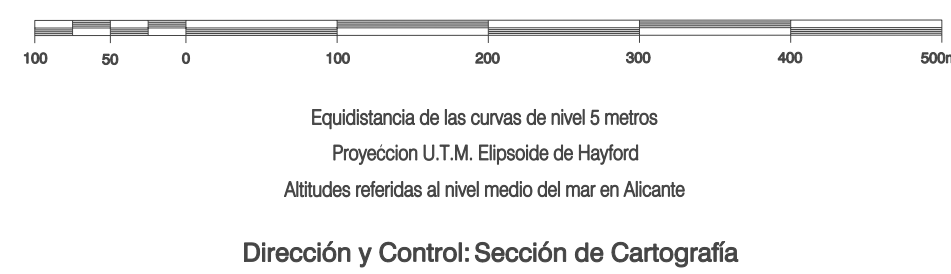 100 50 0 100 200 300 400 500m
Equidistancia de las curvas de nivel 5 metros
Proyección U.T.M. Elipsoide de Hayford
Altitudes referidas al nivel medio del mar en Alicante
Dirección y Control: Sección de Cartografía